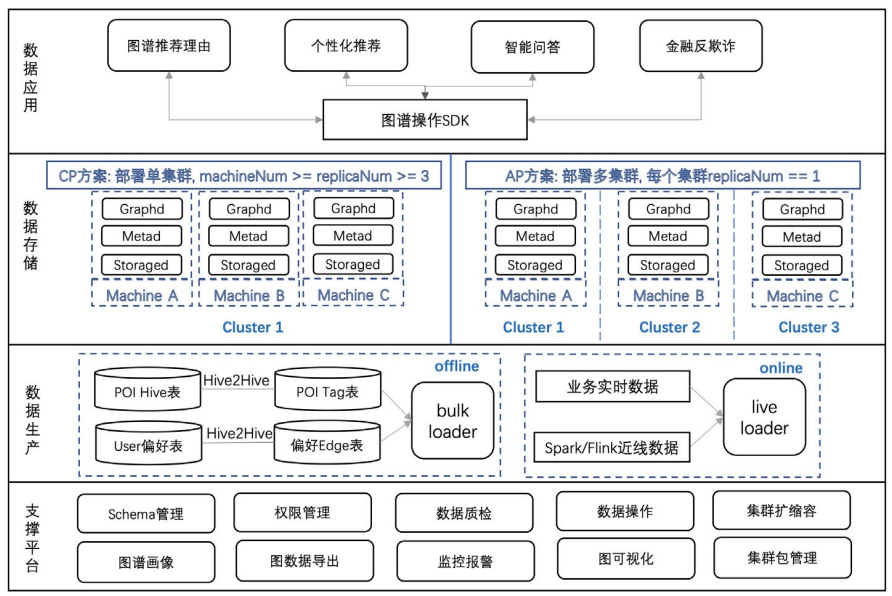 数据应用
图谱推荐理由
个性化推荐
智能问答
金融反欺诈
图谱操作SDK
数据存储
CP方案: 部署单集群, machineNum >= replicaNum >= 3
Graphd
Metad
Storaged
Machine A
Graphd
Metad
Storaged
Machine B
Graphd
Metad
Storaged
Machine C
Cluster 1
AP方案: 部署多集群, 每个集群replicaNum == 1
Graphd
Metad
Storaged
Machine A
Cluster 1
Graphd
Metad
Storaged
Machine B
Cluster 2
Graphd
Metad
Storaged
Machine C
Cluster 3
数据生产
offline
POI Hive表
Hive2Hive
POI Tag表
User偏好表
Hive2Hive
偏好Edge表
bulk
loader
online
业务实时数据
Spark/Flink近线数据
live
loader
支撑平台
Schema管理
权限管理
数据质检
数据操作
集群扩缩容
图谱画像
图数据导出
监控报警
图可视化
集群包管理